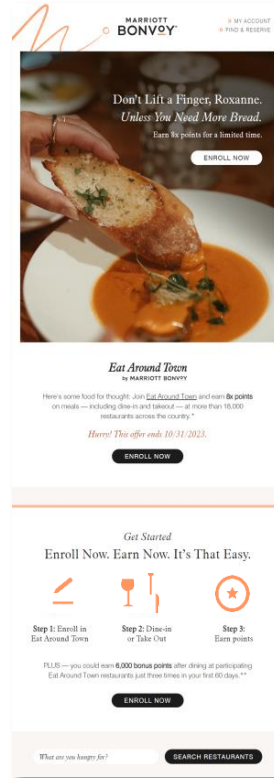 MARRIOTT
BONVOY
MY ACCOUNT
FIND & RESERVE
Don't Lift a Finger, Roxanne.
Unless You Need More Bread.
Earn 8x points for a limited time.
ENROLL NOW
Eat Around Town
by MARRIOTT BONVOY
Here's some food for thought: Join Eat Around Town and earn 8x points
on meals — including dine-in and takeout — at more than 18,000
restaurants across the country.*
Hurry! This offer ends 10/31/2023.
ENROLL NOW
Get Started
Enroll Now. Earn Now. It's That Easy.
Step 1: Enroll in
Eat Around Town
Step 2: Dine-in
or Take Out
Step 3:
Earn points
PLUS — you could earn 6,000 bonus points after dining at participating
Eat Around Town restaurants just three times in your first 60 days.**
ENROLL NOW
What are you hungry for?
SEARCH RESTAURANTS